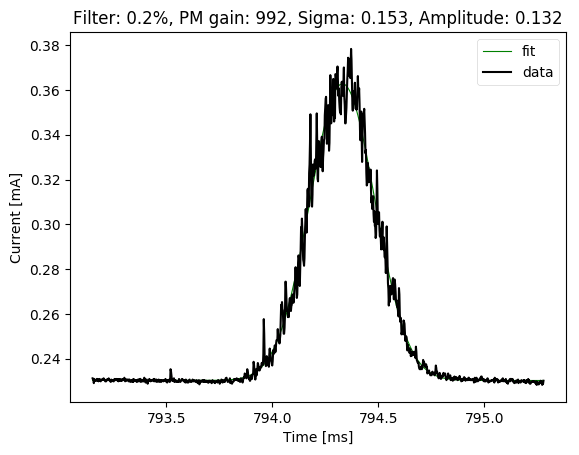 Filter: 0.2%, PM gain: 992, Sigma: 0.153, Amplitude: 0.132
fit
data
0.38
0.36
0.34
0.32
0.30
0.28
0.26
0.24
Current [mA]
793.5 794.0 794.5 795.0
Time [ms]